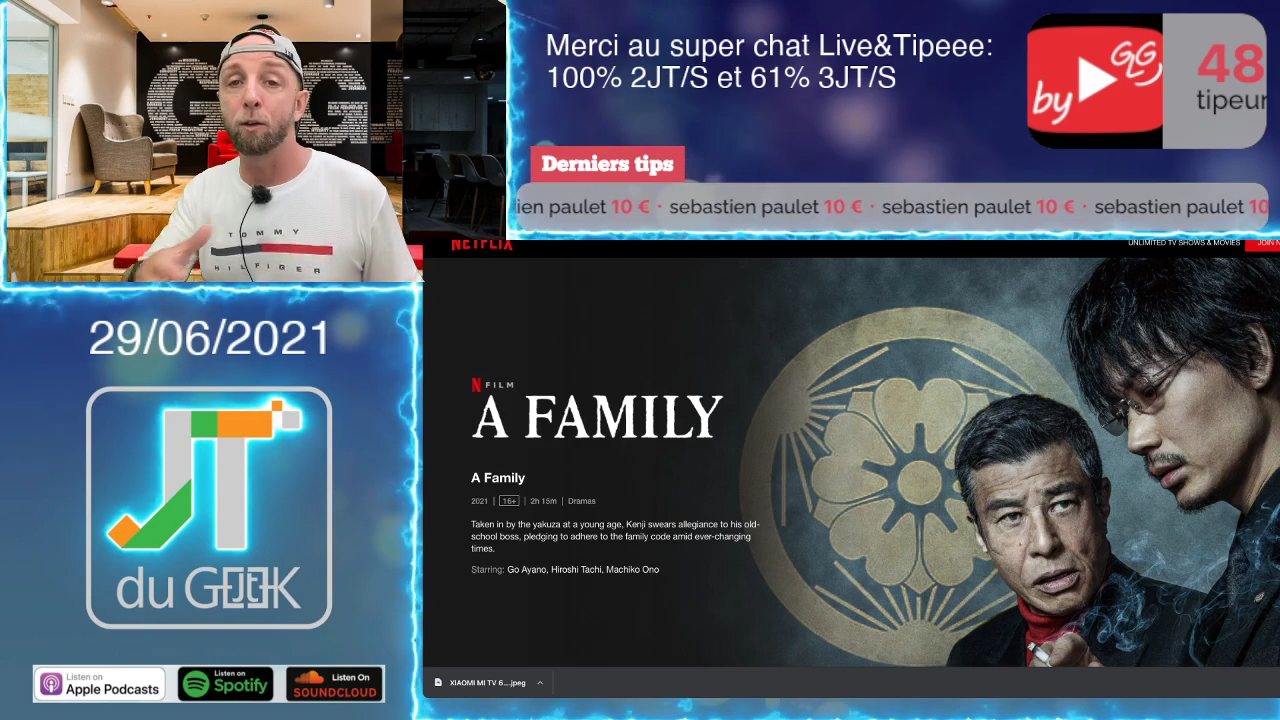 Merci au super chat Live&Tipeee:
100% 2JT/S et 61% 3JT/S
by GLG
48
tipeur
Derniers tips
ien paulet 10 € · sebastien paulet 10 € · sebastien paulet 10 € · sebastien paulet 10
TOMMY
HILFIGER
NETFLIX
UNLIMITED TV SHOWS & MOVIES
JOIN N
29/06/2021
JT
du GEEK
N FILM
A FAMILY
A Family
2021 | 16+ | 2h 15m | Dramas
Taken in by the yakuza at a young age, Kenji swears allegiance to his old-
school boss, pledging to adhere to the family code amid ever-changing
times.
Starring: Go Ayano, Hiroshi Tachi, Machiko Ono
Listen on
Apple Podcasts
Listen on
Spotify
Listen On
SOUNDCLOUD
XIAOMI MI TV 6....jpeg